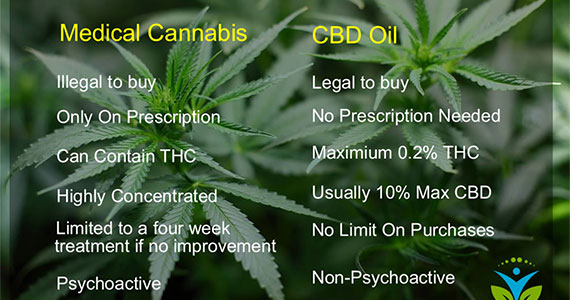 Medical Cannabis
Illegal to buy
Only On Prescription
Can Contain THC
Highly Concentrated
Limited to a four week
treatment if no improvement
Psychoactive
CBD Oil
Legal to buy
No Prescription Needed
Maximium 0.2% THC
Usually 10% Max CBD
No Limit On Purchases
Non-Psychoactive